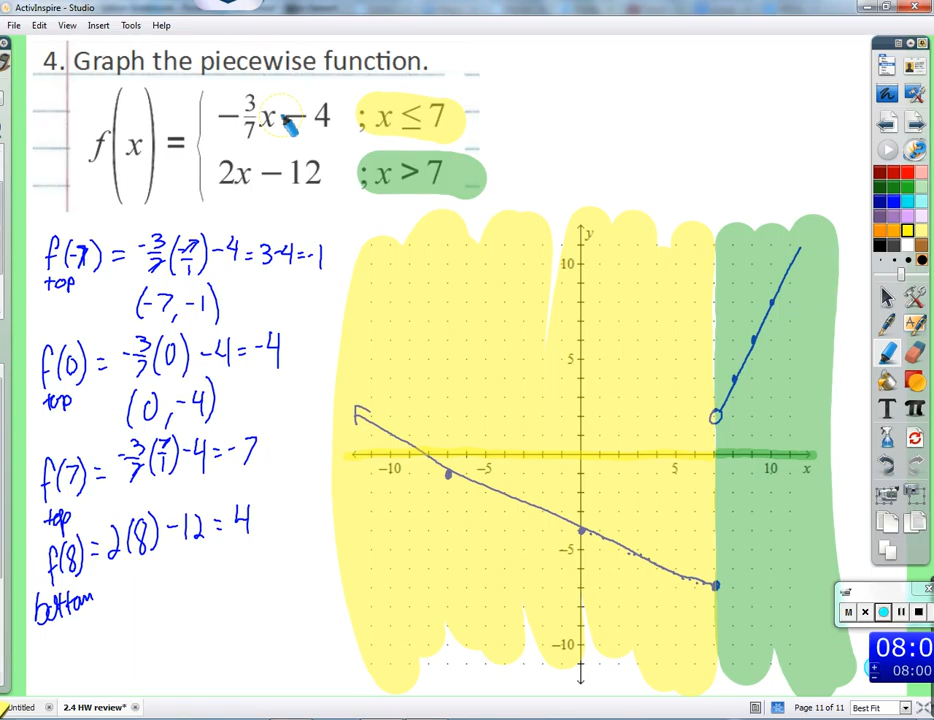 ActivInspire - Studio
File Edit View Insert Tools Help
4. Graph the piecewise function.
f(x) = { -3/7x - 4 ; x ≤ 7
2x - 12 ; x > 7
f(-7) = -3/7(-7/1) - 4 = 3 - 4 = -1
top
(-7, -1)
f(0) = -3/7(0) - 4 = -4
top
(0, -4)
f(7) = -3/7(7/1) - 4 = -7
top
f(8) = 2(8) - 12 = 4
bottom
y
10
5
-10 -5 5 10 x
-5
-10
M
08:0
08:00
Untitled 2.4 HW review* Page 11 of 11 Best Fit